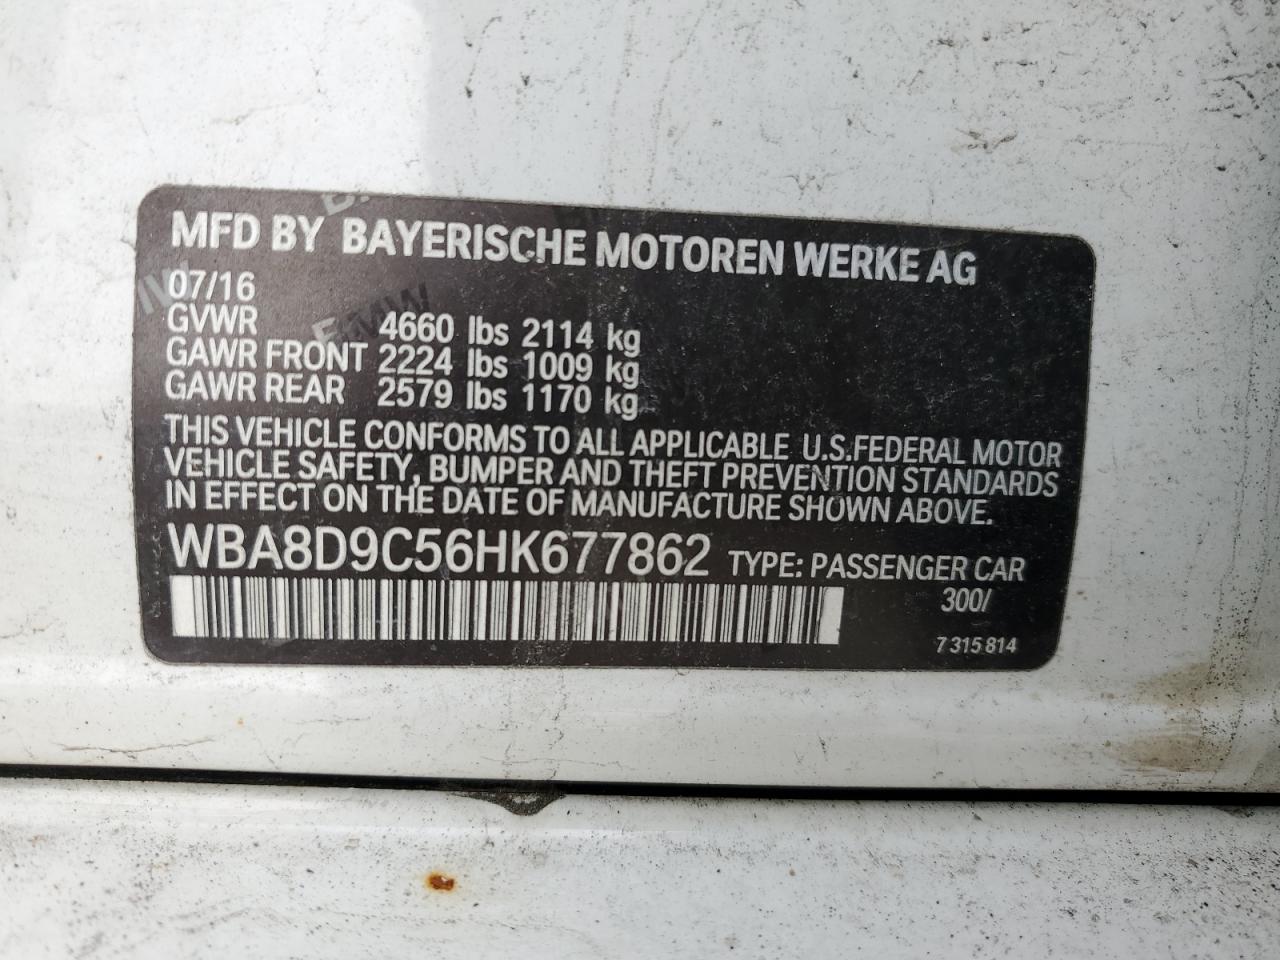 MFD BY BAYERISCHE MOTOREN WERKE AG
07/16
GVWR 4660 lbs 2114 kg
GAWR FRONT 2224 lbs 1009 kg
GAWR REAR 2579 lbs 1170 kg
THIS VEHICLE CONFORMS TO ALL APPLICABLE U.S.FEDERAL MOTOR
VEHICLE SAFETY, BUMPER AND THEFT PREVENTION STANDARDS
IN EFFECT ON THE DATE OF MANUFACTURE SHOWN ABOVE.
WBA8D9C56HK677862 TYPE: PASSENGER CAR
300/
7 315 814
BMW